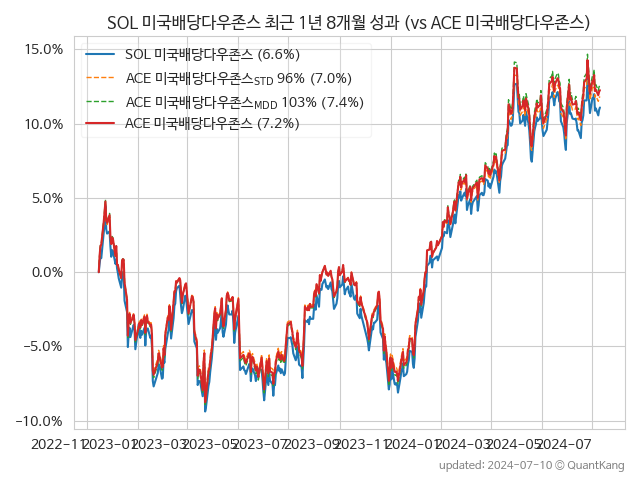 SOL 미국배당다우존스 최근 1년 8개월 성과 (vs ACE 미국배당다우존스)
15.0%
10.0%
5.0%
0.0%
−5.0%
−10.0%
SOL 미국배당다우존스 (6.6%)
ACE 미국배당다우존스STD 96% (7.0%)
ACE 미국배당다우존스MDD 103% (7.4%)
ACE 미국배당다우존스 (7.2%)
2022-11 2023-01 2023-03 2023-05 2023-07 2023-09 2023-11 2024-01 2024-03 2024-05 2024-07
updated: 2024-07-10 © QuantKang